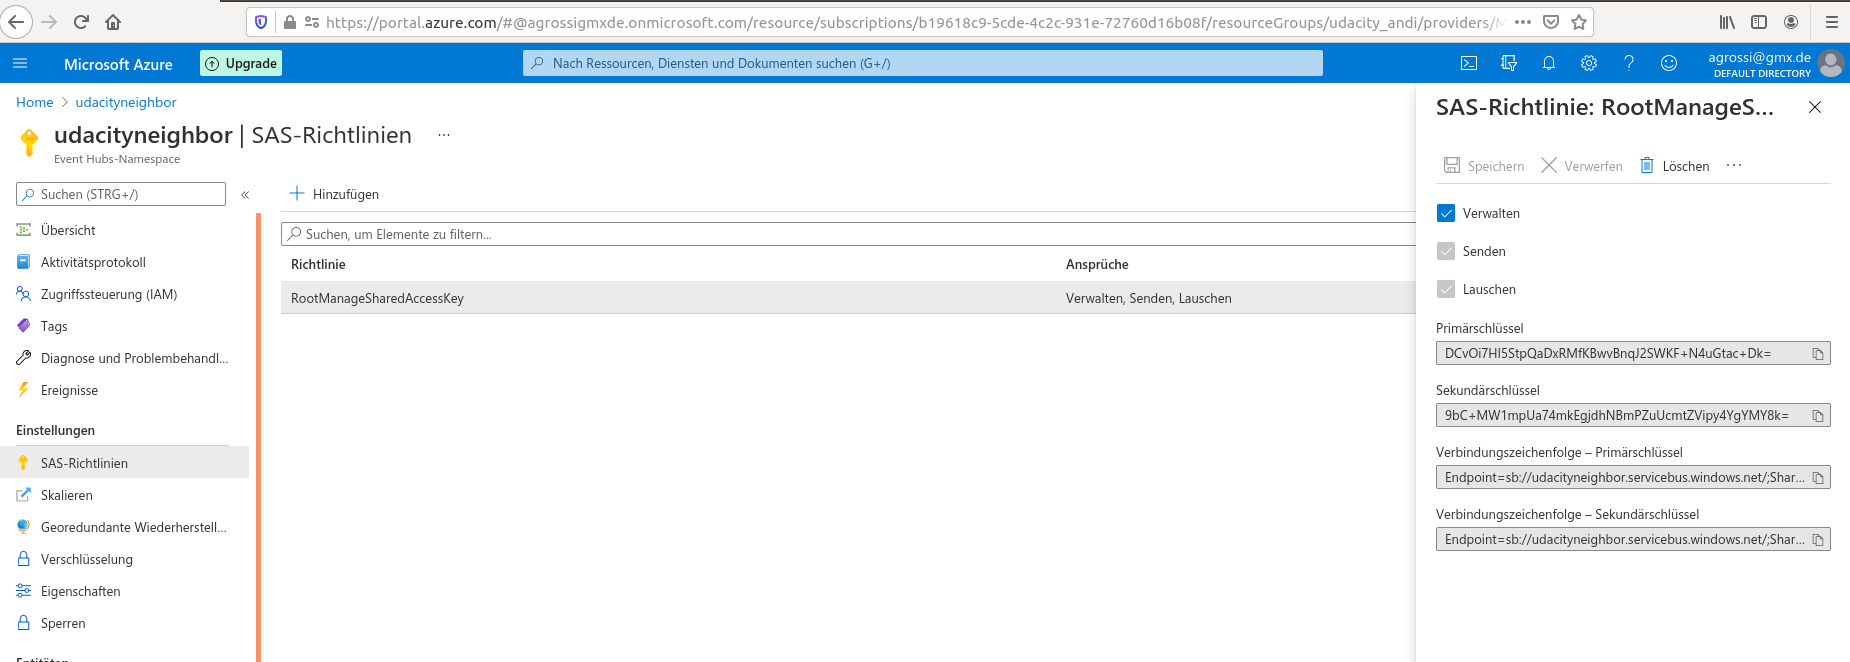 https://portal.azure.com/#@agrossigmxde.onmicrosoft.com/resource/subscriptions/b19618c9-5cde-4c2c-931e-72760d16b08f/resourceGroups/udacity_andi/providers/M
Microsoft Azure
Upgrade
Nach Ressourcen, Diensten und Dokumenten suchen (G+/)
agrossi@gmx.de
DEFAULT DIRECTORY
Home > udacityneighbor
udacityneighbor | SAS-Richtlinien ...
Event Hubs-Namespace
Suchen (STRG+/)
«
Übersicht
Aktivitätsprotokoll
Zugriffssteuerung (IAM)
Tags
Diagnose und Problembehandl...
Ereignisse
Einstellungen
SAS-Richtlinien
Skalieren
Georedundante Wiederherstell...
Verschlüsselung
Eigenschaften
Sperren
Entitäten
Hinzufügen
Suchen, um Elemente zu filtern...
Richtlinie Ansprüche
RootManageSharedAccessKey Verwalten, Senden, Lauschen
SAS-Richtlinie: RootManageS...
Speichern Verwerfen Löschen ...
Verwalten
Senden
Lauschen
Primärschlüssel
DCvOi7HI5StpQaDxRMfKBwvBnqJ2SWKF+N4uGtac+Dk=
Sekundärschlüssel
9bC+MW1mpUa74mkEgjdhNBmPZuUcmtZVipy4YgYMY8k=
Verbindungszeichenfolge – Primärschlüssel
Endpoint=sb://udacityneighbor.servicebus.windows.net/;Shar...
Verbindungszeichenfolge – Sekundärschlüssel
Endpoint=sb://udacityneighbor.servicebus.windows.net/;Shar...